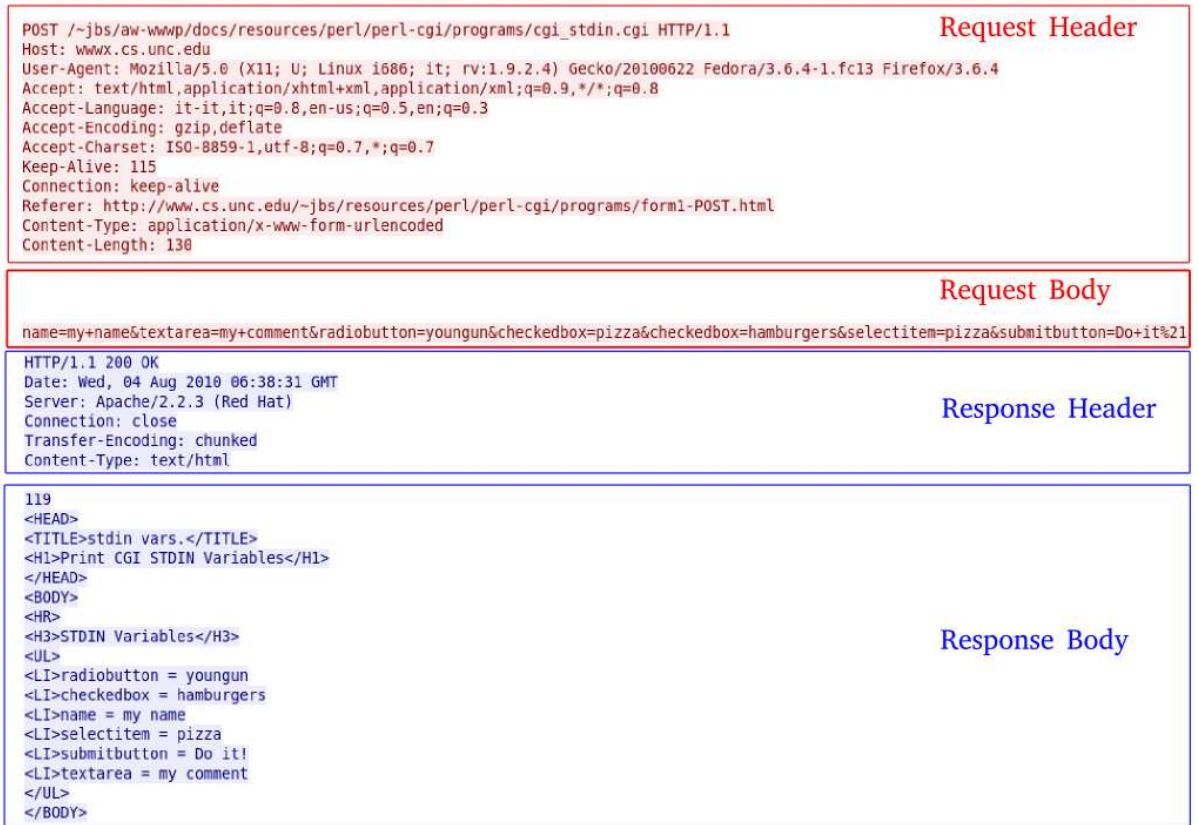 Request Header
POST /~jbs/aw-wwwp/docs/resources/perl/perl-cgi/programs/cgi_stdin.cgi HTTP/1.1
Host: wwwx.cs.unc.edu
User-Agent: Mozilla/5.0 (X11; U; Linux i686; it; rv:1.9.2.4) Gecko/20100622 Fedora/3.6.4-1.fc13 Firefox/3.6.4
Accept: text/html,application/xhtml+xml,application/xml;q=0.9,*/*;q=0.8
Accept-Language: it-it,it;q=0.8,en-us;q=0.5,en;q=0.3
Accept-Encoding: gzip,deflate
Accept-Charset: ISO-8859-1,utf-8;q=0.7,*;q=0.7
Keep-Alive: 115
Connection: keep-alive
Referer: http://www.cs.unc.edu/~jbs/resources/perl/perl-cgi/programs/form1-POST.html
Content-Type: application/x-www-form-urlencoded
Content-Length: 130
Request Body
name=my+name&textarea=my+comment&radiobutton=youngun&checkedbox=pizza&checkedbox=hamburgers&selectitem=pizza&submitbutton=Do+it%21
HTTP/1.1 200 OK
Date: Wed, 04 Aug 2010 06:38:31 GMT
Server: Apache/2.2.3 (Red Hat)
Response Header
Connection: close
Transfer-Encoding: chunked
Content-Type: text/html
119
<HEAD>
<TITLE>stdin vars.</TITLE>
<H1>Print CGI STDIN Variables</H1>
</HEAD>
<BODY>
<HR>
<H3>STDIN Variables</H3>
Response Body
<UL>
<LI>radiobutton = youngun
<LI>checkedbox = hamburgers
<LI>name = my name
<LI>selectitem = pizza
<LI>submitbutton = Do it!
<LI>textarea = my comment
</UL>
</BODY>